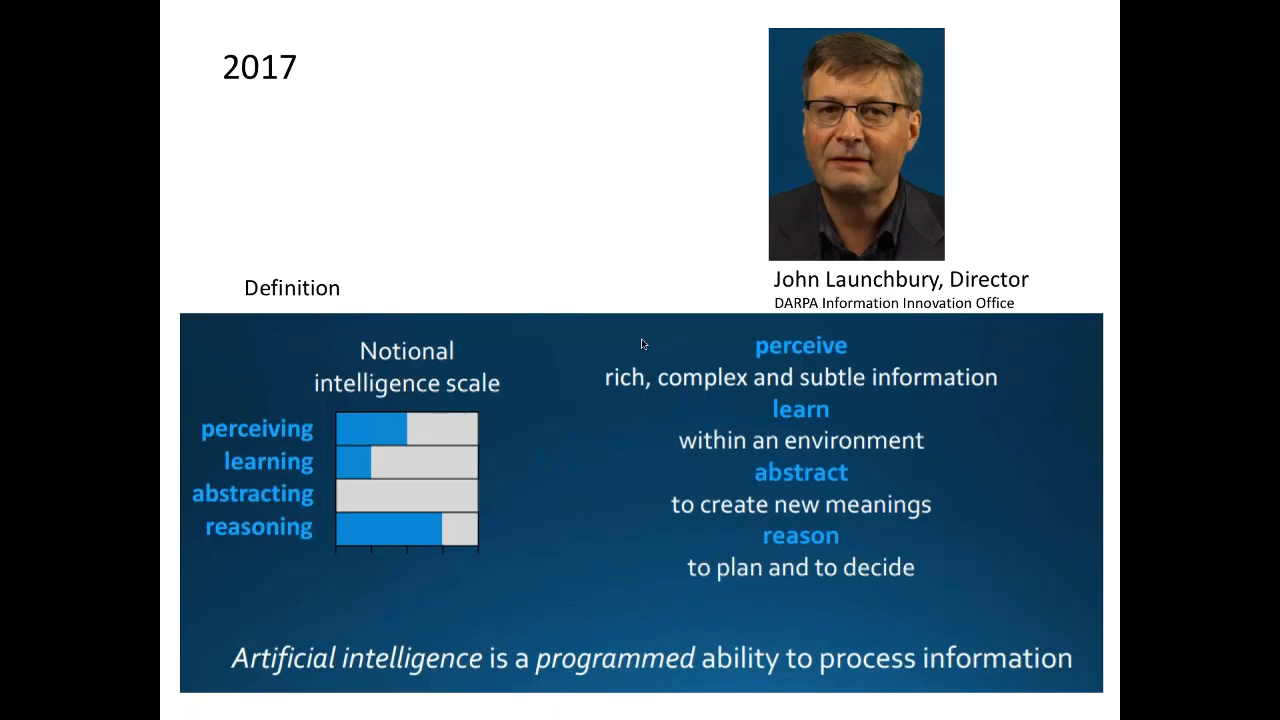 2017
John Launchbury, Director
DARPA Information Innovation Office
Definition
Notional
intelligence scale
perceiving
learning
abstracting
reasoning
perceive
rich, complex and subtle information
learn
within an environment
abstract
to create new meanings
reason
to plan and to decide
Artificial intelligence is a programmed ability to process information